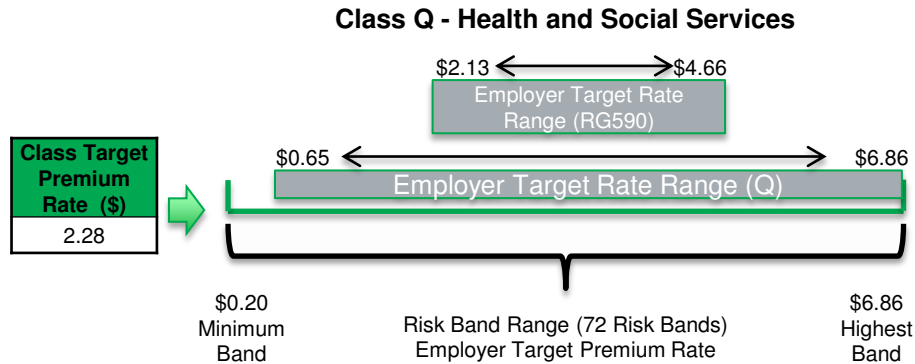 Class Q - Health and Social Services
$2.13
$4.66
Employer Target Rate
Range (RG590)
$0.65
$6.86
Employer Target Rate Range (Q)
Class Target
Premium
Rate ($)
2.28
$0.20
Minimum
Band
Risk Band Range (72 Risk Bands)
Employer Target Premium Rate
$6.86
Highest
Band